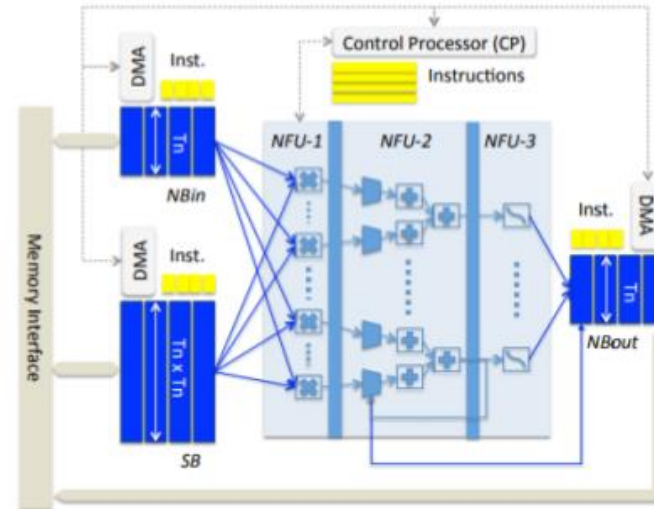 Control Processor (CP)
Instructions
DMA
Inst.
Tn
NBin
NFU-1
NFU-2
NFU-3
DMA
Inst.
Tn x Tn
SB
Inst.
DMA
Tn
NBout
Memory Interface